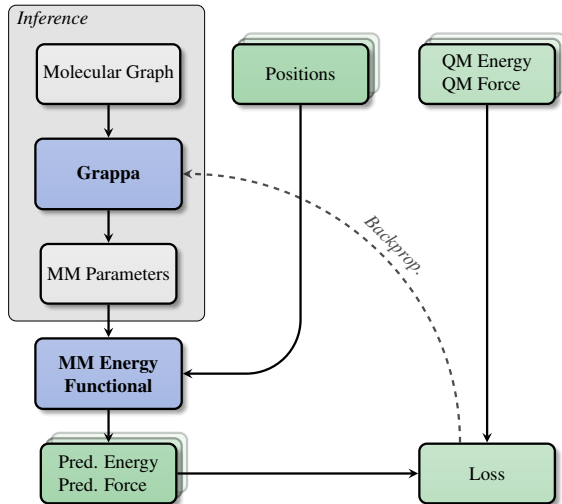 Inference
Molecular Graph
Positions
QM Energy
QM Force
Grappa
Backprop.
MM Parameters
MM Energy
Functional
Pred. Energy
Pred. Force
Loss